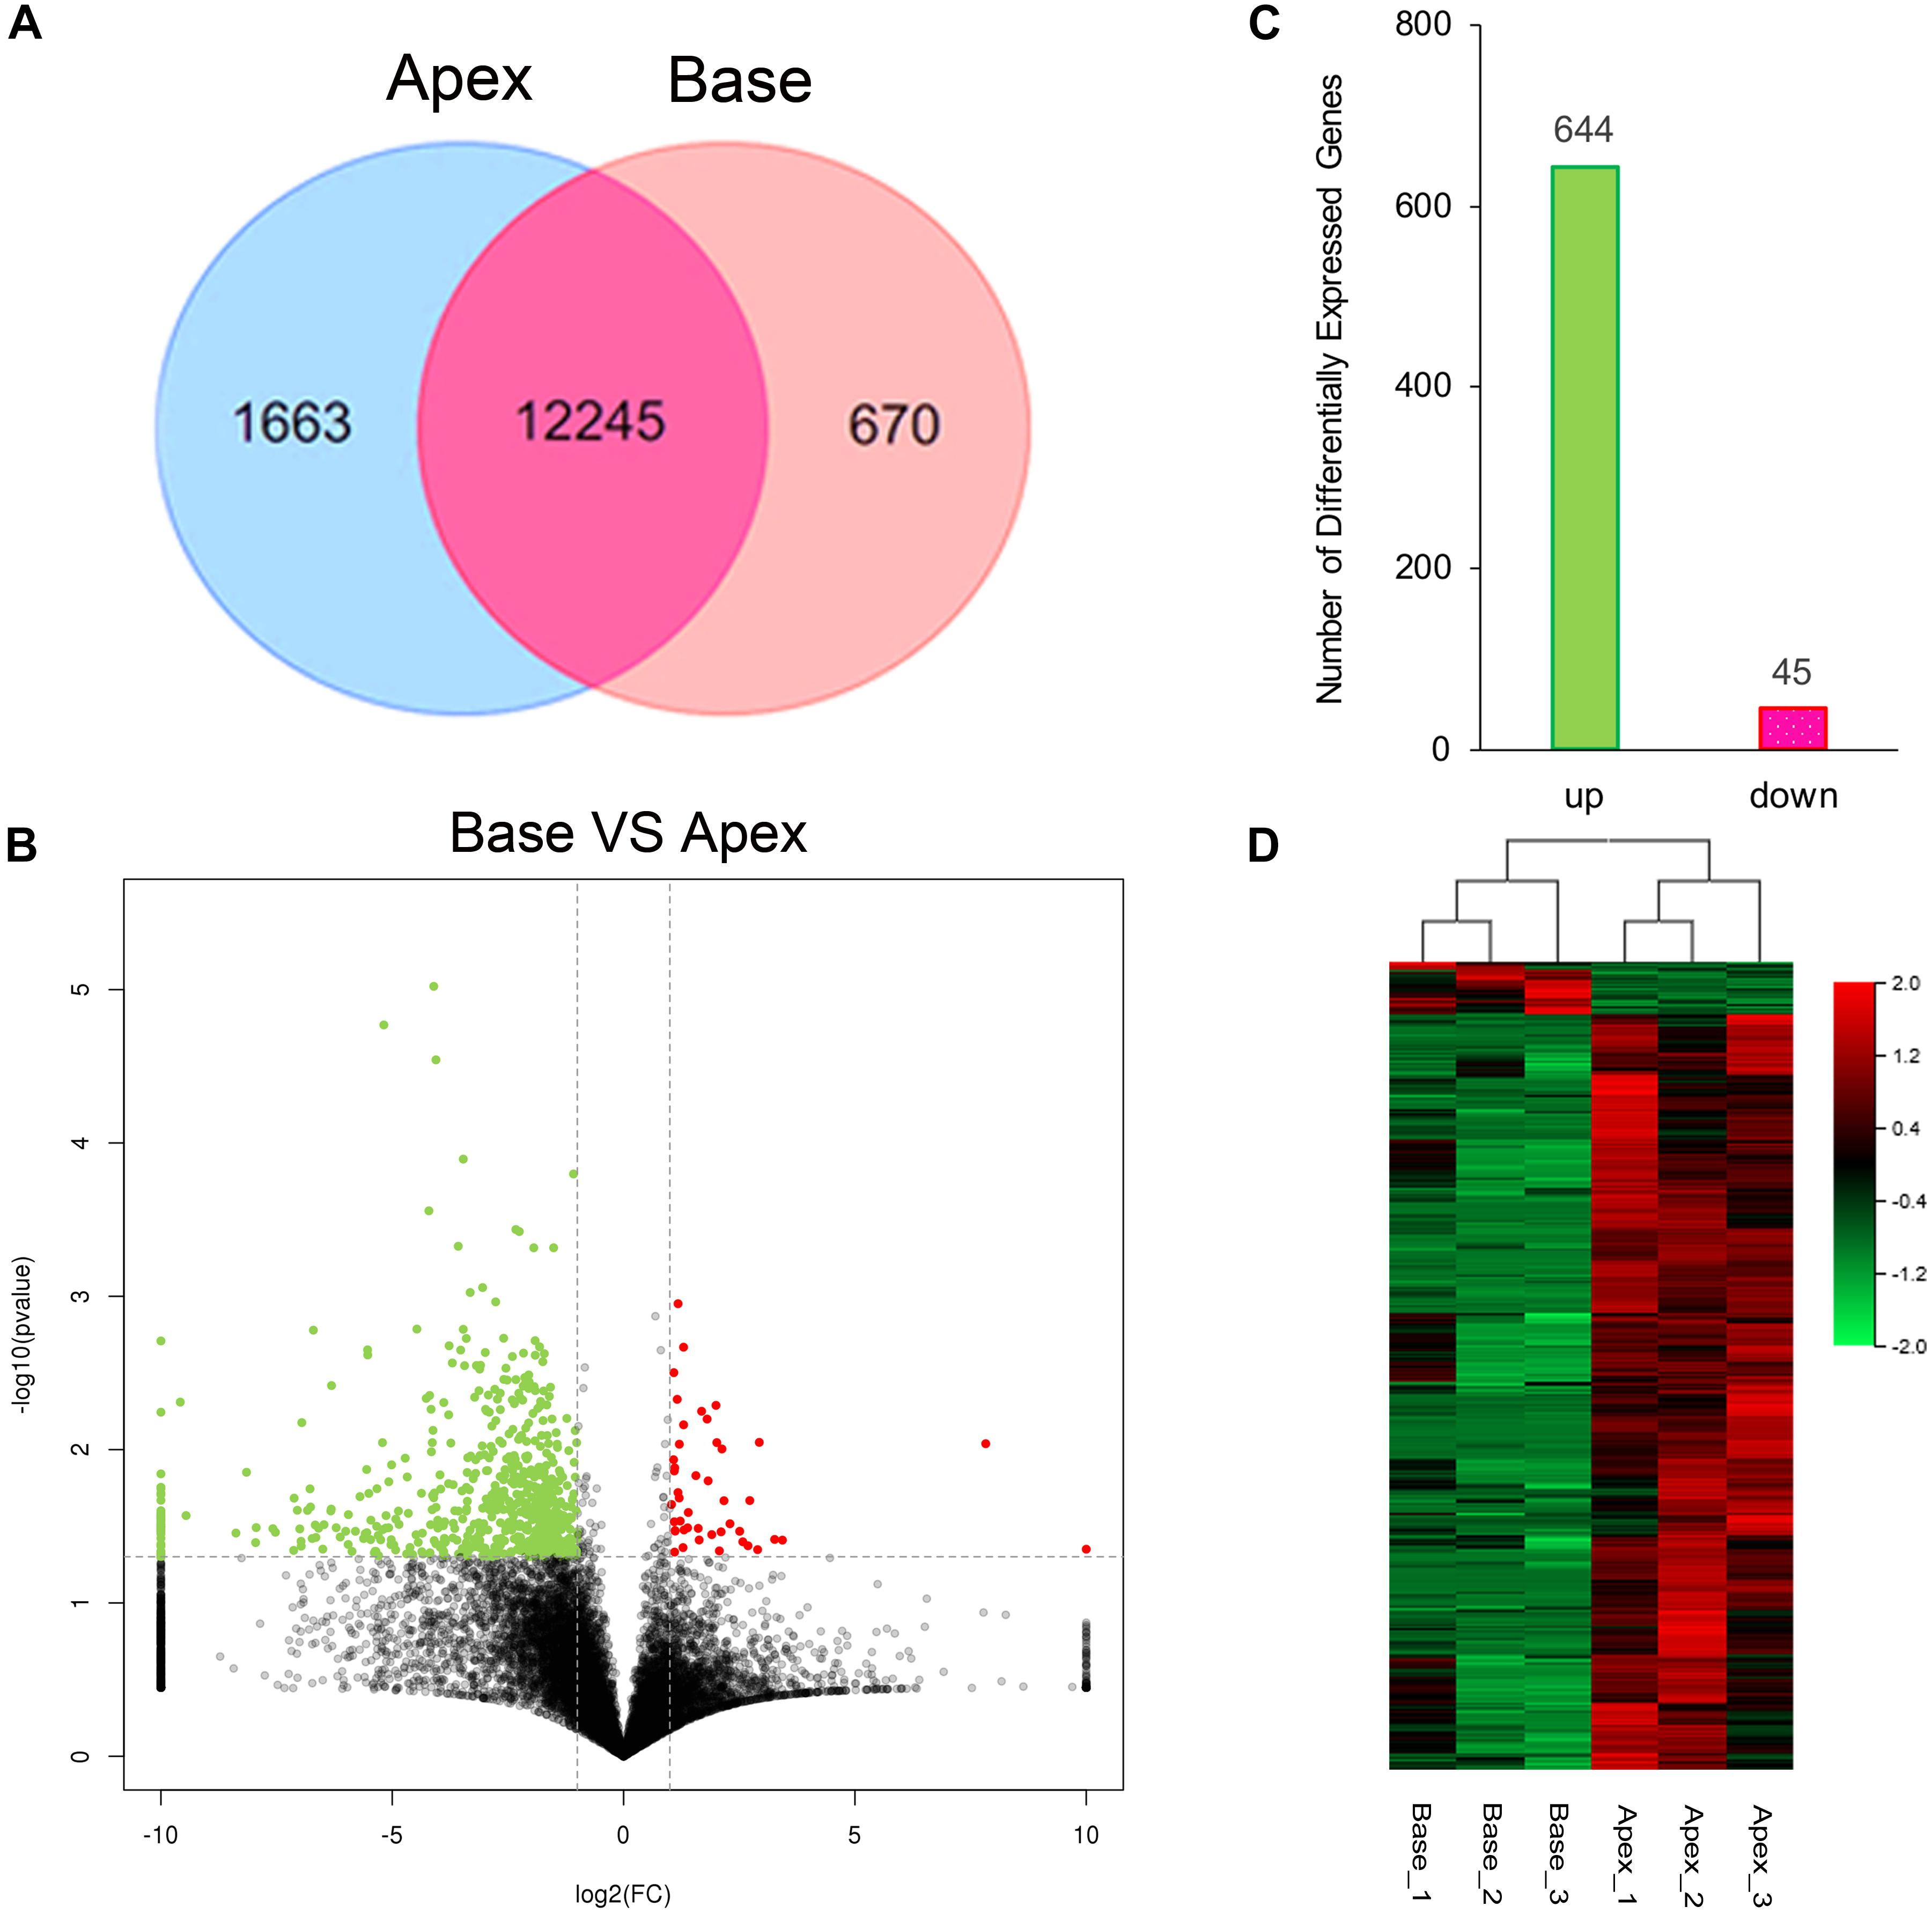 A
Apex
Base
1663
12245
670
C
Number of Differentially Expressed Genes
800
600
400
200
0
644
45
up
down
B
Base VS Apex
-log10(pvalue)
5
4
3
2
1
0
-10
-5
0
5
10
log2(FC)
D
2.0
1.2
0.4
-0.4
-1.2
-2.0
Base_1
Base_2
Base_3
Apex_1
Apex_2
Apex_3